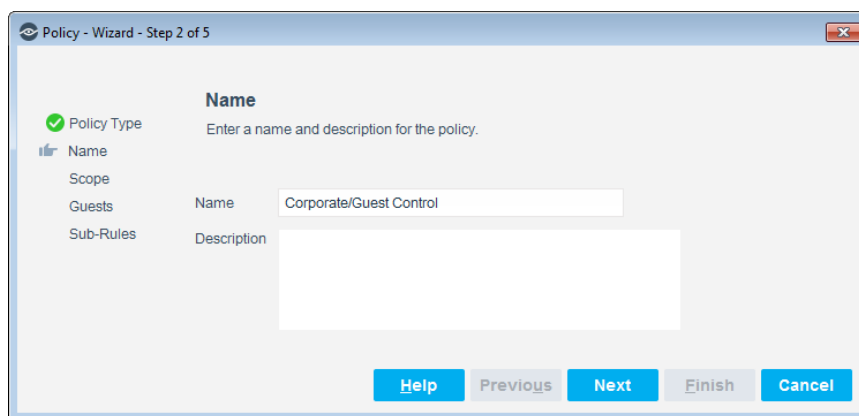 Policy - Wizard - Step 2 of 5
Policy Type
Name
Scope
Guests
Sub-Rules
Name
Enter a name and description for the policy.
Name Corporate/Guest Control
Description
Help Previous Next Finish Cancel